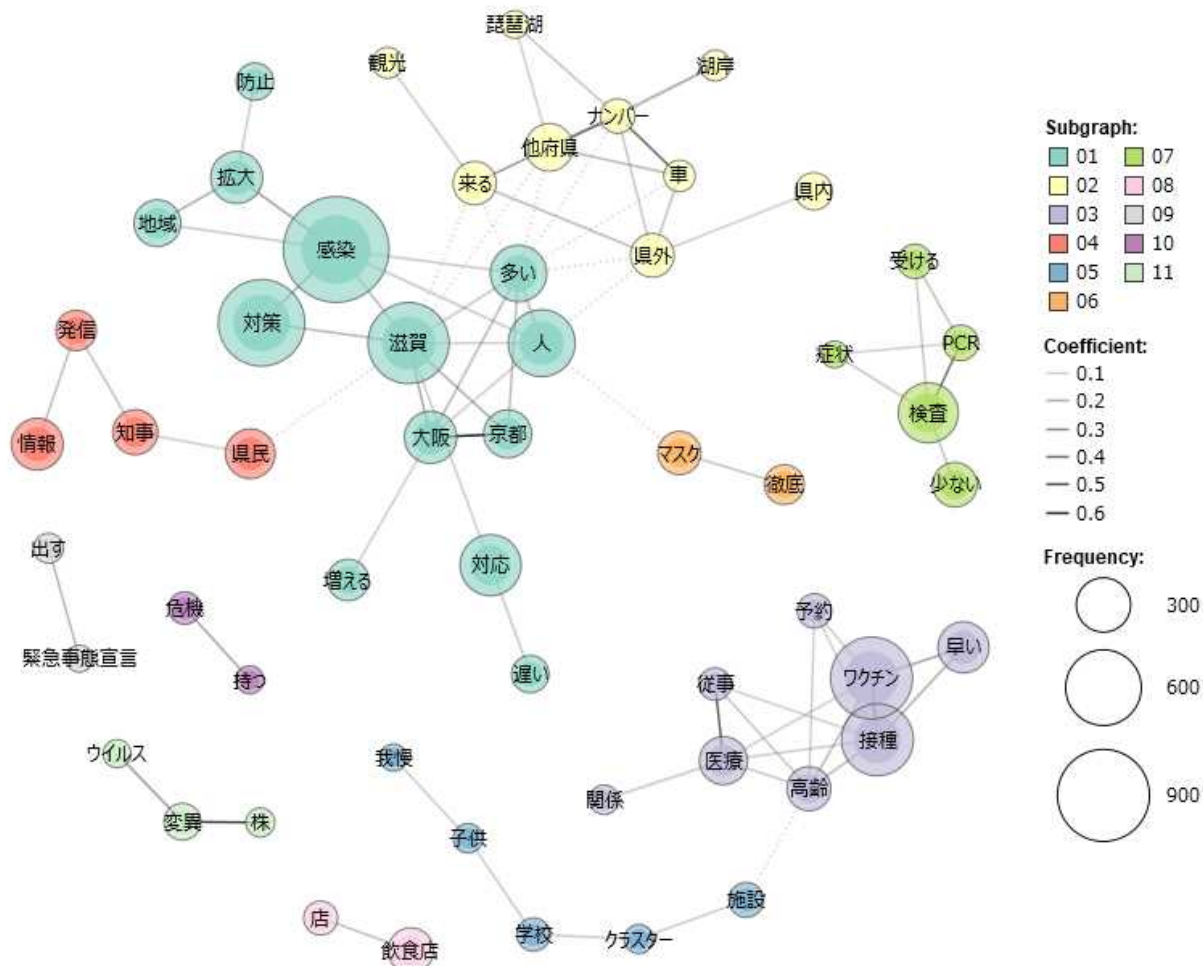 琵琶湖
観光
湖岸
防止
ナンバー
他府県
拡大
来る
車
県内
地域
感染
多い
県外
受ける
対策
滋賀
人
発信
症状
PCR
検査
情報
知事
県民
大阪
京都
マスク
徹底
少ない
出す
増える
対応
危機
予約
緊急事態宣言
持つ
遅い
従事
ワクチン
早い
接種
ウイルス
我慢
医療
高齢
関係
変異
株
子供
施設
店
飲食店
学校
クラスター
Subgraph:
01 07
02 08
03 09
04 10
05 11
06
Coefficient:
0.1
0.2
0.3
0.4
0.5
0.6
Frequency:
300
600
900